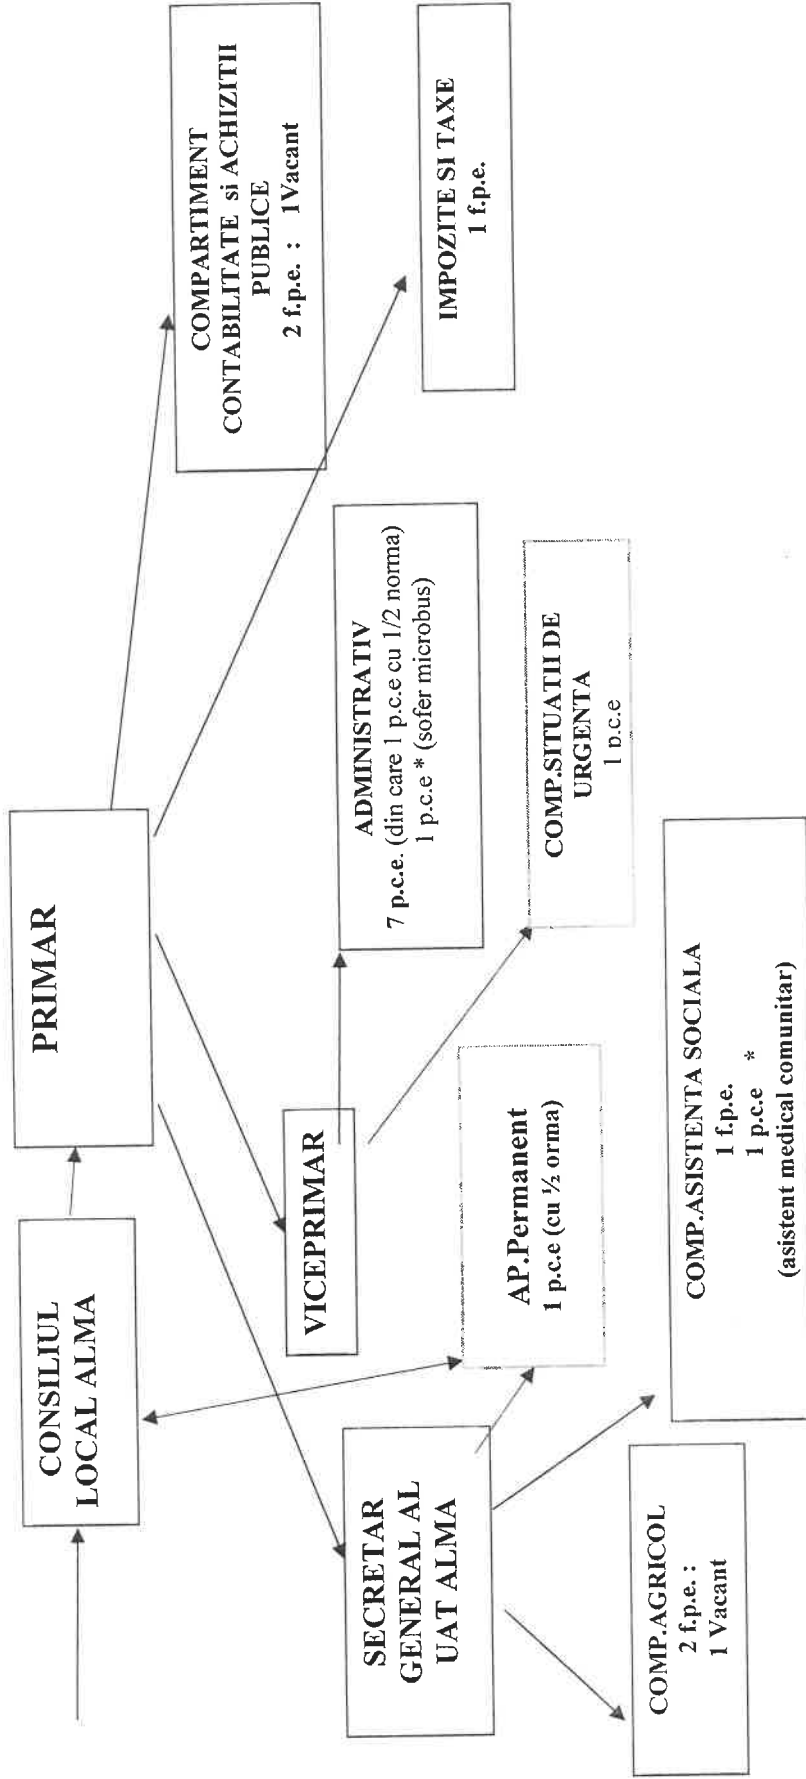 CONSILIUL
LOCAL ALMA
PRIMAR
COMPARTIMENT
CONTABILITATE si ACHIZITII
PUBLICE
2 f.p.e. : 1Vacant
IMPOZITE SI TAXE
1 f.p.e.
VICEPRIMAR
ADMINISTRATIV
7 p.c.e. (din care 1 p.c.e cu 1/2 norma)
1 p.c.e * (sofer microbus)
COMP.SITUATII DE
URGENTA
1 p.c.e
SECRETAR
GENERAL AL
UAT ALMA
AP.Permanent
1 p.c.e (cu ½ orma)
COMP.AGRICOL
2 f.p.e. :
1 Vacant
COMP.ASISTENTA SOCIALA
1 f.p.e.
1 p.c.e *
(asistent medical comunitar)